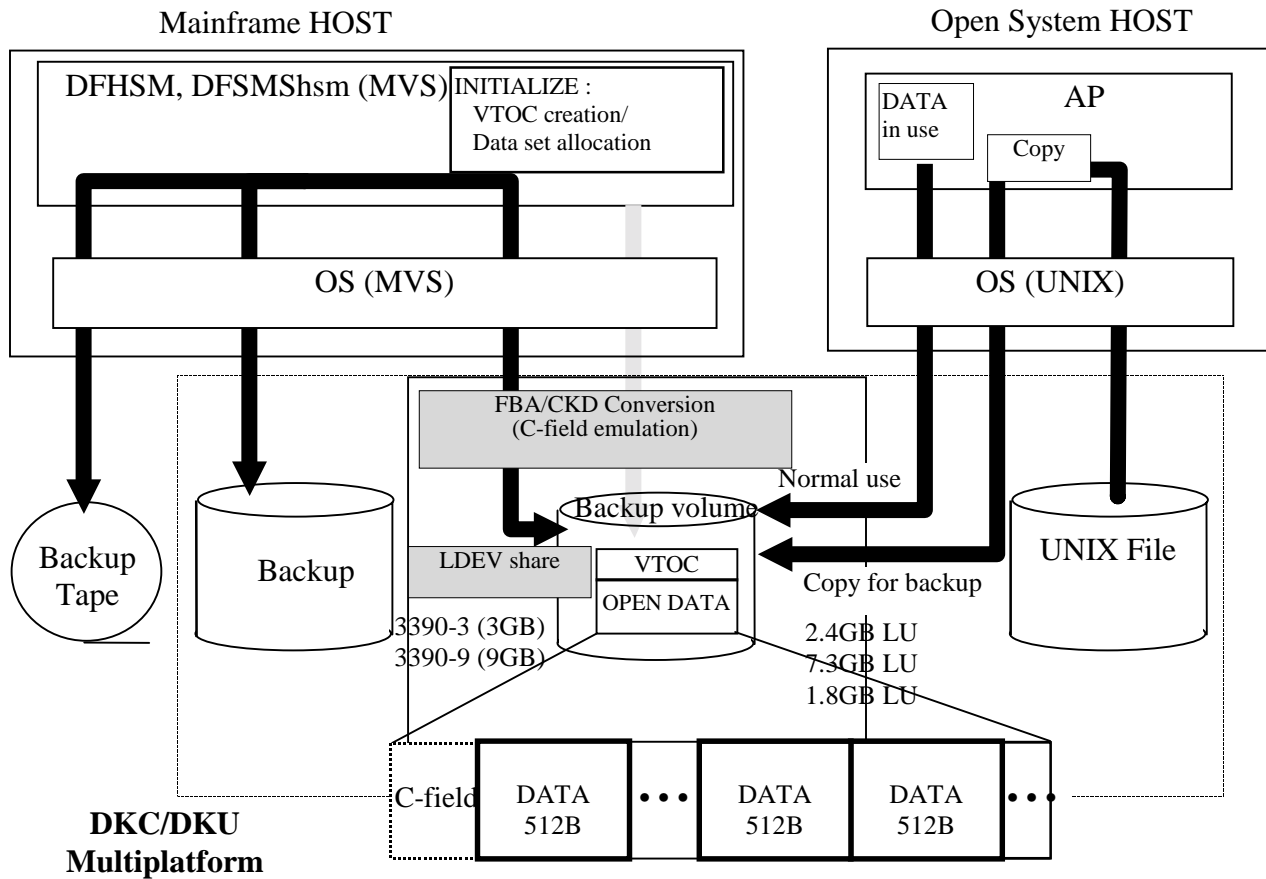 Mainframe HOST
Open System HOST
DFHSM, DFSMShsm (MVS)
INITIALIZE :
VTOC creation/
Data set allocation
DATA
in use
AP
Copy
OS (MVS)
OS (UNIX)
FBA/CKD Conversion
(C-field emulation)
Normal use
Backup volume
Backup
Tape
Backup
LDEV share
VTOC
OPEN DATA
Copy for backup
UNIX File
3390-3 (3GB)
3390-9 (9GB)
2.4GB LU
7.3GB LU
1.8GB LU
C-field
DATA
512B
• • •
DATA
512B
DATA
512B
• • •
DKC/DKU
Multiplatform